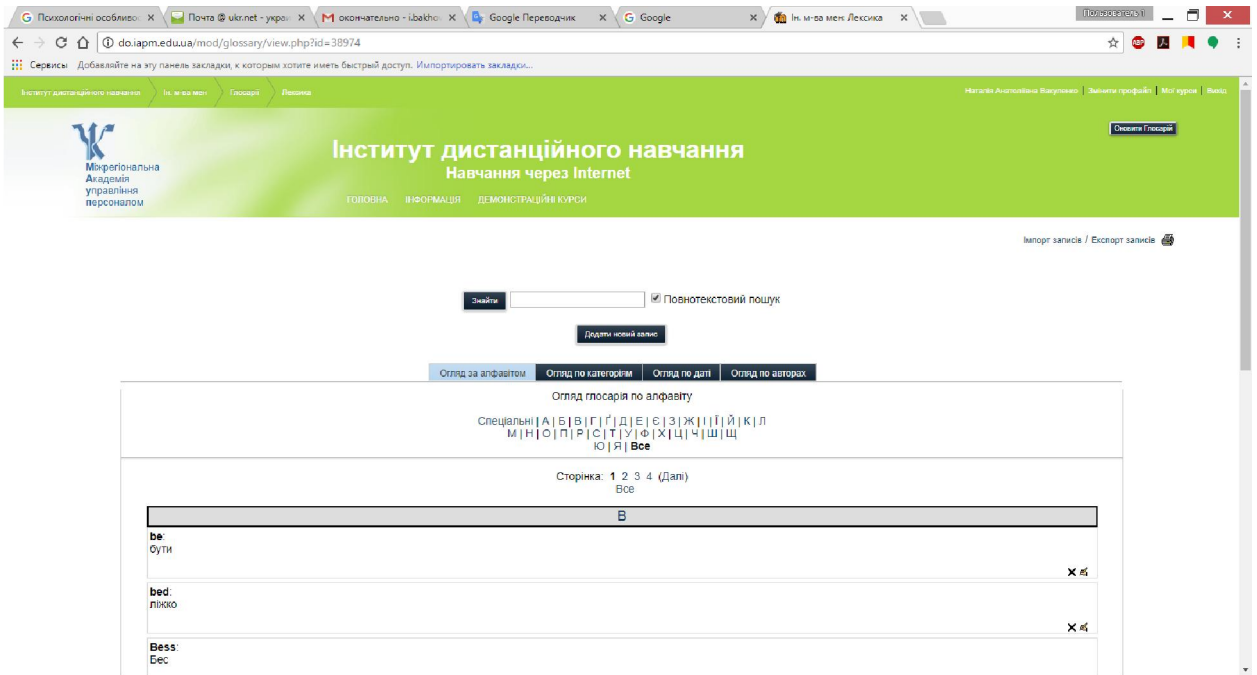 Психологічні особливо
Почта @ ukr.net - украи
окончательно - i.bakho
Google Переводчик
Google
Ін. м-ва мен: Лексика
Пользователь 1
do.iapm.edu.ua/mod/glossary/view.php?id=38974
ABP
Сервисы Добавляйте на эту панель закладки, к которым хотите иметь быстрый доступ. Импортировать закладки...
Інститут дистанційного навчання Ін. м-ва мен Глосарії Лексика
Наталія Анатоліївна Вакуленко | Змінити профайл | Мої курси | Вихід
Оновити Глосарій
Міжрегіональна
Академія
управління
персоналом
Інститут дистанційного навчання
Навчання через Internet
ГОЛОВНА ІНФОРМАЦІЯ ДЕМОНСТРАЦІЙНІ КУРСИ
Імпорт записів / Експорт записів
Знайти
Повнотекстовий пошук
Додати новий запис
Огляд за алфавітом Огляд по категоріям Огляд по даті Огляд по авторах
Огляд глосарія по алфавіту
Спеціальні | А | Б | В | Г | Ґ | Д | Е | Є | З | Ж | І | Ї | Й | К | Л
М | Н | О | П | Р | С | Т | У | Ф | Х | Ц | Ч | Ш | Щ
Ю | Я | Все
Сторінка: 1 2 3 4 (Далі)
Все
B
be:
бути
bed:
ліжко
Bess:
Бес